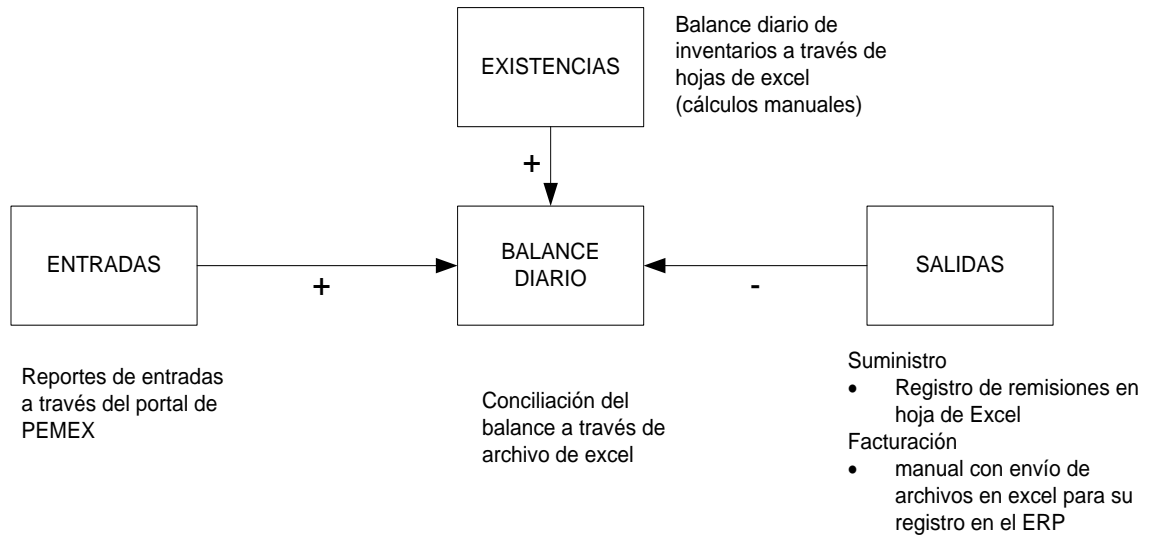 EXISTENCIAS
Balance diario de
inventarios a través de
hojas de excel
(cálculos manuales)
+
ENTRADAS
+
BALANCE
DIARIO
-
SALIDAS
Reportes de entradas
a través del portal de
PEMEX
Conciliación del
balance a través de
archivo de excel
Suministro
• Registro de remisiones en
hoja de Excel
Facturación
• manual con envío de
archivos en excel para su
registro en el ERP